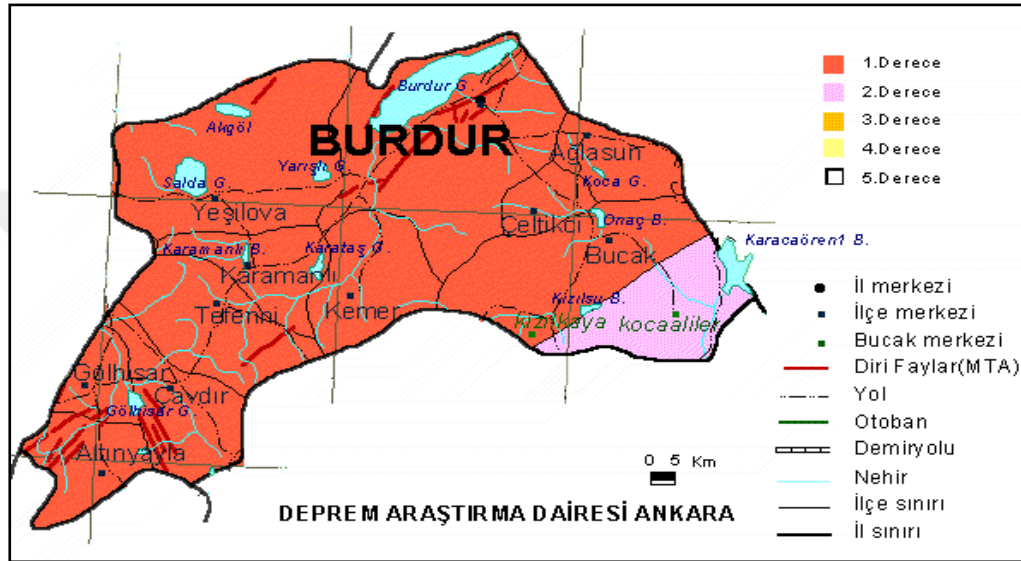 Burdur G.
1.Derece
2.Derece
3.Derece
4.Derece
5.Derece
Akgöl
BURDUR
Ağlasun
Yarışlı G.
Salda G.
Koca G.
Yeşilova
Çeltikçi
Onaç B.
Bucak
Karacaören1 B.
Karamanlı B.
Karataş G.
Karamanlı
Tefenni
Kemer
Kızılsu B.
kızılkaya
kocaaliler
Gölhisar
Çavdır
Gölhisar G.
Altınyayla
İl merkezi
İlçe merkezi
Bucak merkezi
Diri Faylar(MTA)
Yol
Otoban
Demiryolu
Nehir
İlçe sınırı
İl sınırı
0 5 Km
DEPREM ARAŞTIRMA DAİRESİ ANKARA